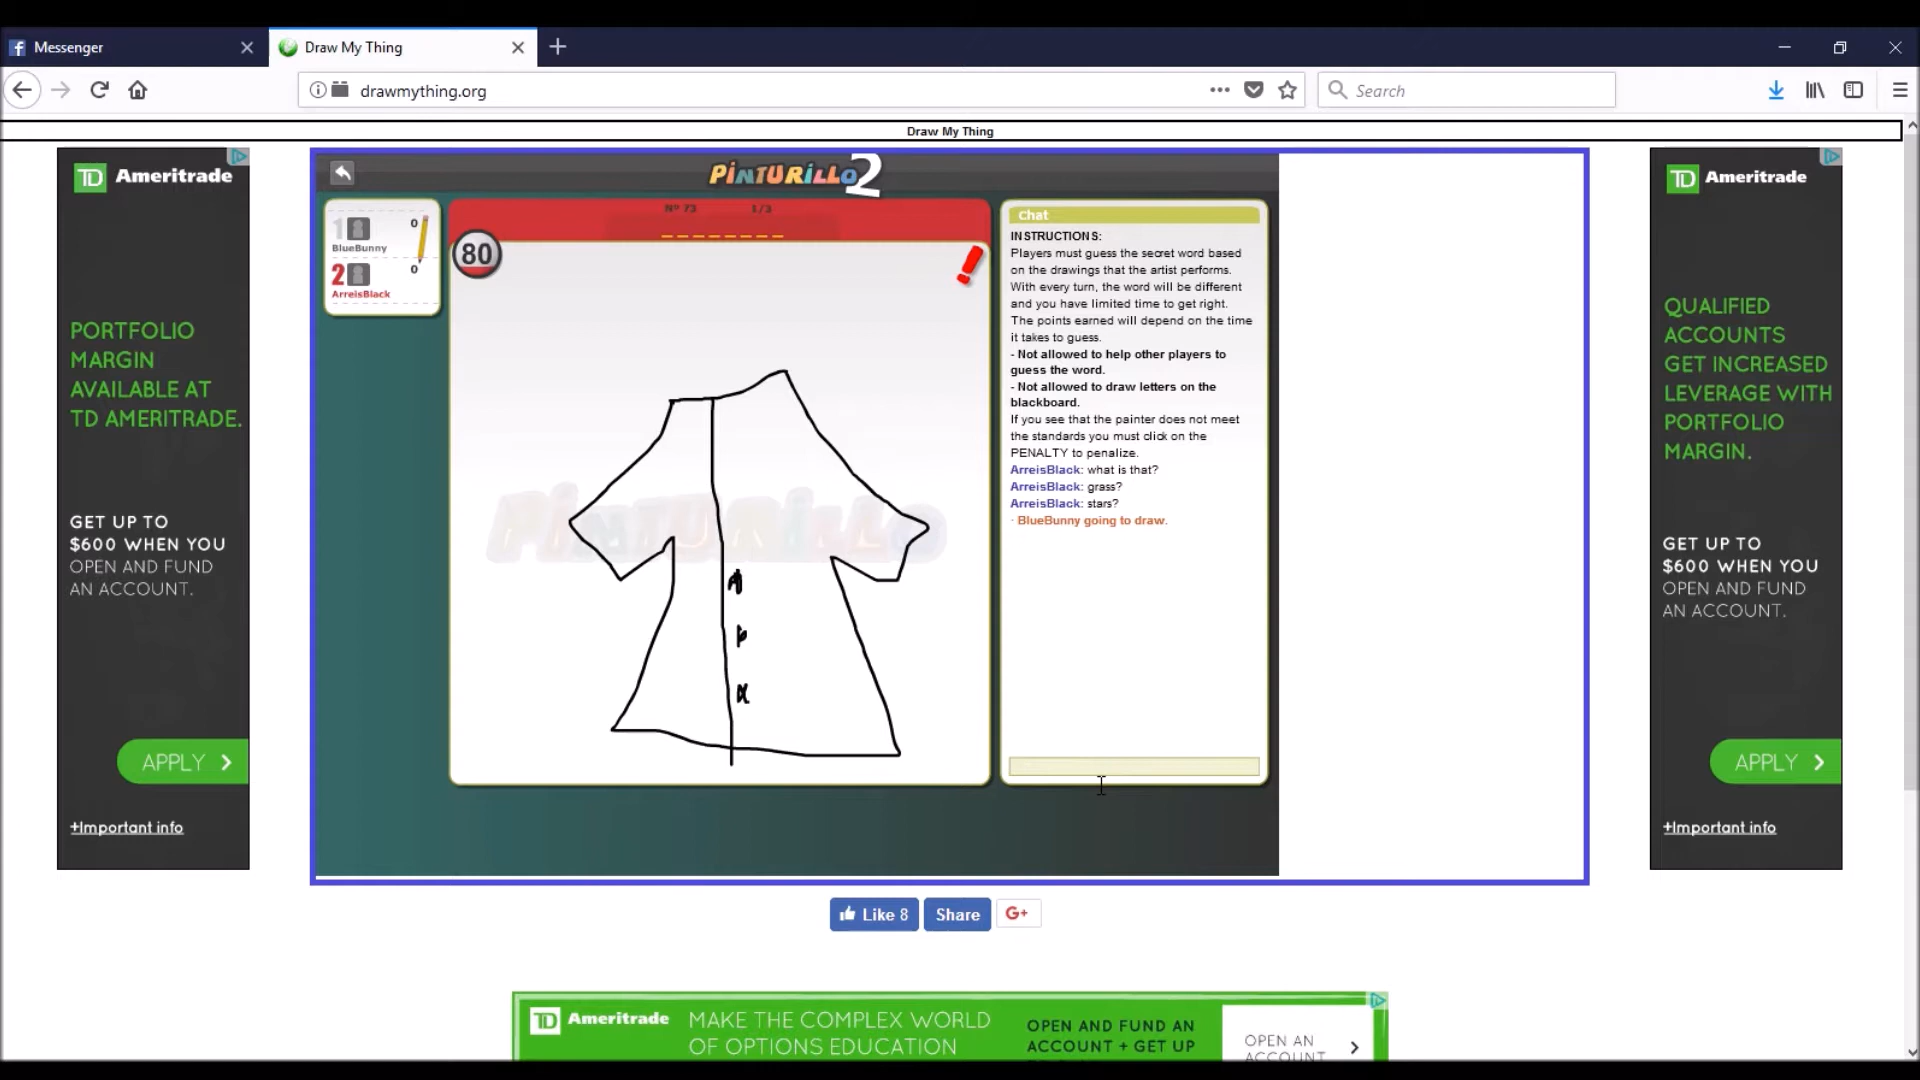 Messenger
Draw My Thing
drawmything.org
Search
Draw My Thing
TD Ameritrade
PORTFOLIO
MARGIN
AVAILABLE AT
TD AMERITRADE.
GET UP TO
$600 WHEN YOU
OPEN AND FUND
AN ACCOUNT.
APPLY
+Important info
PINTURILLO 2
1 BlueBunny 0
2 ArreisBlack 0
Nº 73 1/3
80
PINTURILLO
Chat
INSTRUCTIONS:
Players must guess the secret word based
on the drawings that the artist performs.
With every turn, the word will be different
and you have limited time to get right.
The points earned will depend on the time
it takes to guess.
- Not allowed to help other players to
guess the word.
- Not allowed to draw letters on the
blackboard.
If you see that the painter does not meet
the standards you must click on the
PENALTY to penalize.
ArreisBlack: what is that?
ArreisBlack: grass?
ArreisBlack: stars?
· BlueBunny going to draw.
TD Ameritrade
QUALIFIED
ACCOUNTS
GET INCREASED
LEVERAGE WITH
PORTFOLIO
MARGIN.
GET UP TO
$600 WHEN YOU
OPEN AND FUND
AN ACCOUNT.
APPLY
+Important info
Like 8
Share
G+
TD Ameritrade
MAKE THE COMPLEX WORLD
OF OPTIONS EDUCATION
OPEN AND FUND AN
ACCOUNT + GET UP
OPEN AN
ACCOUNT